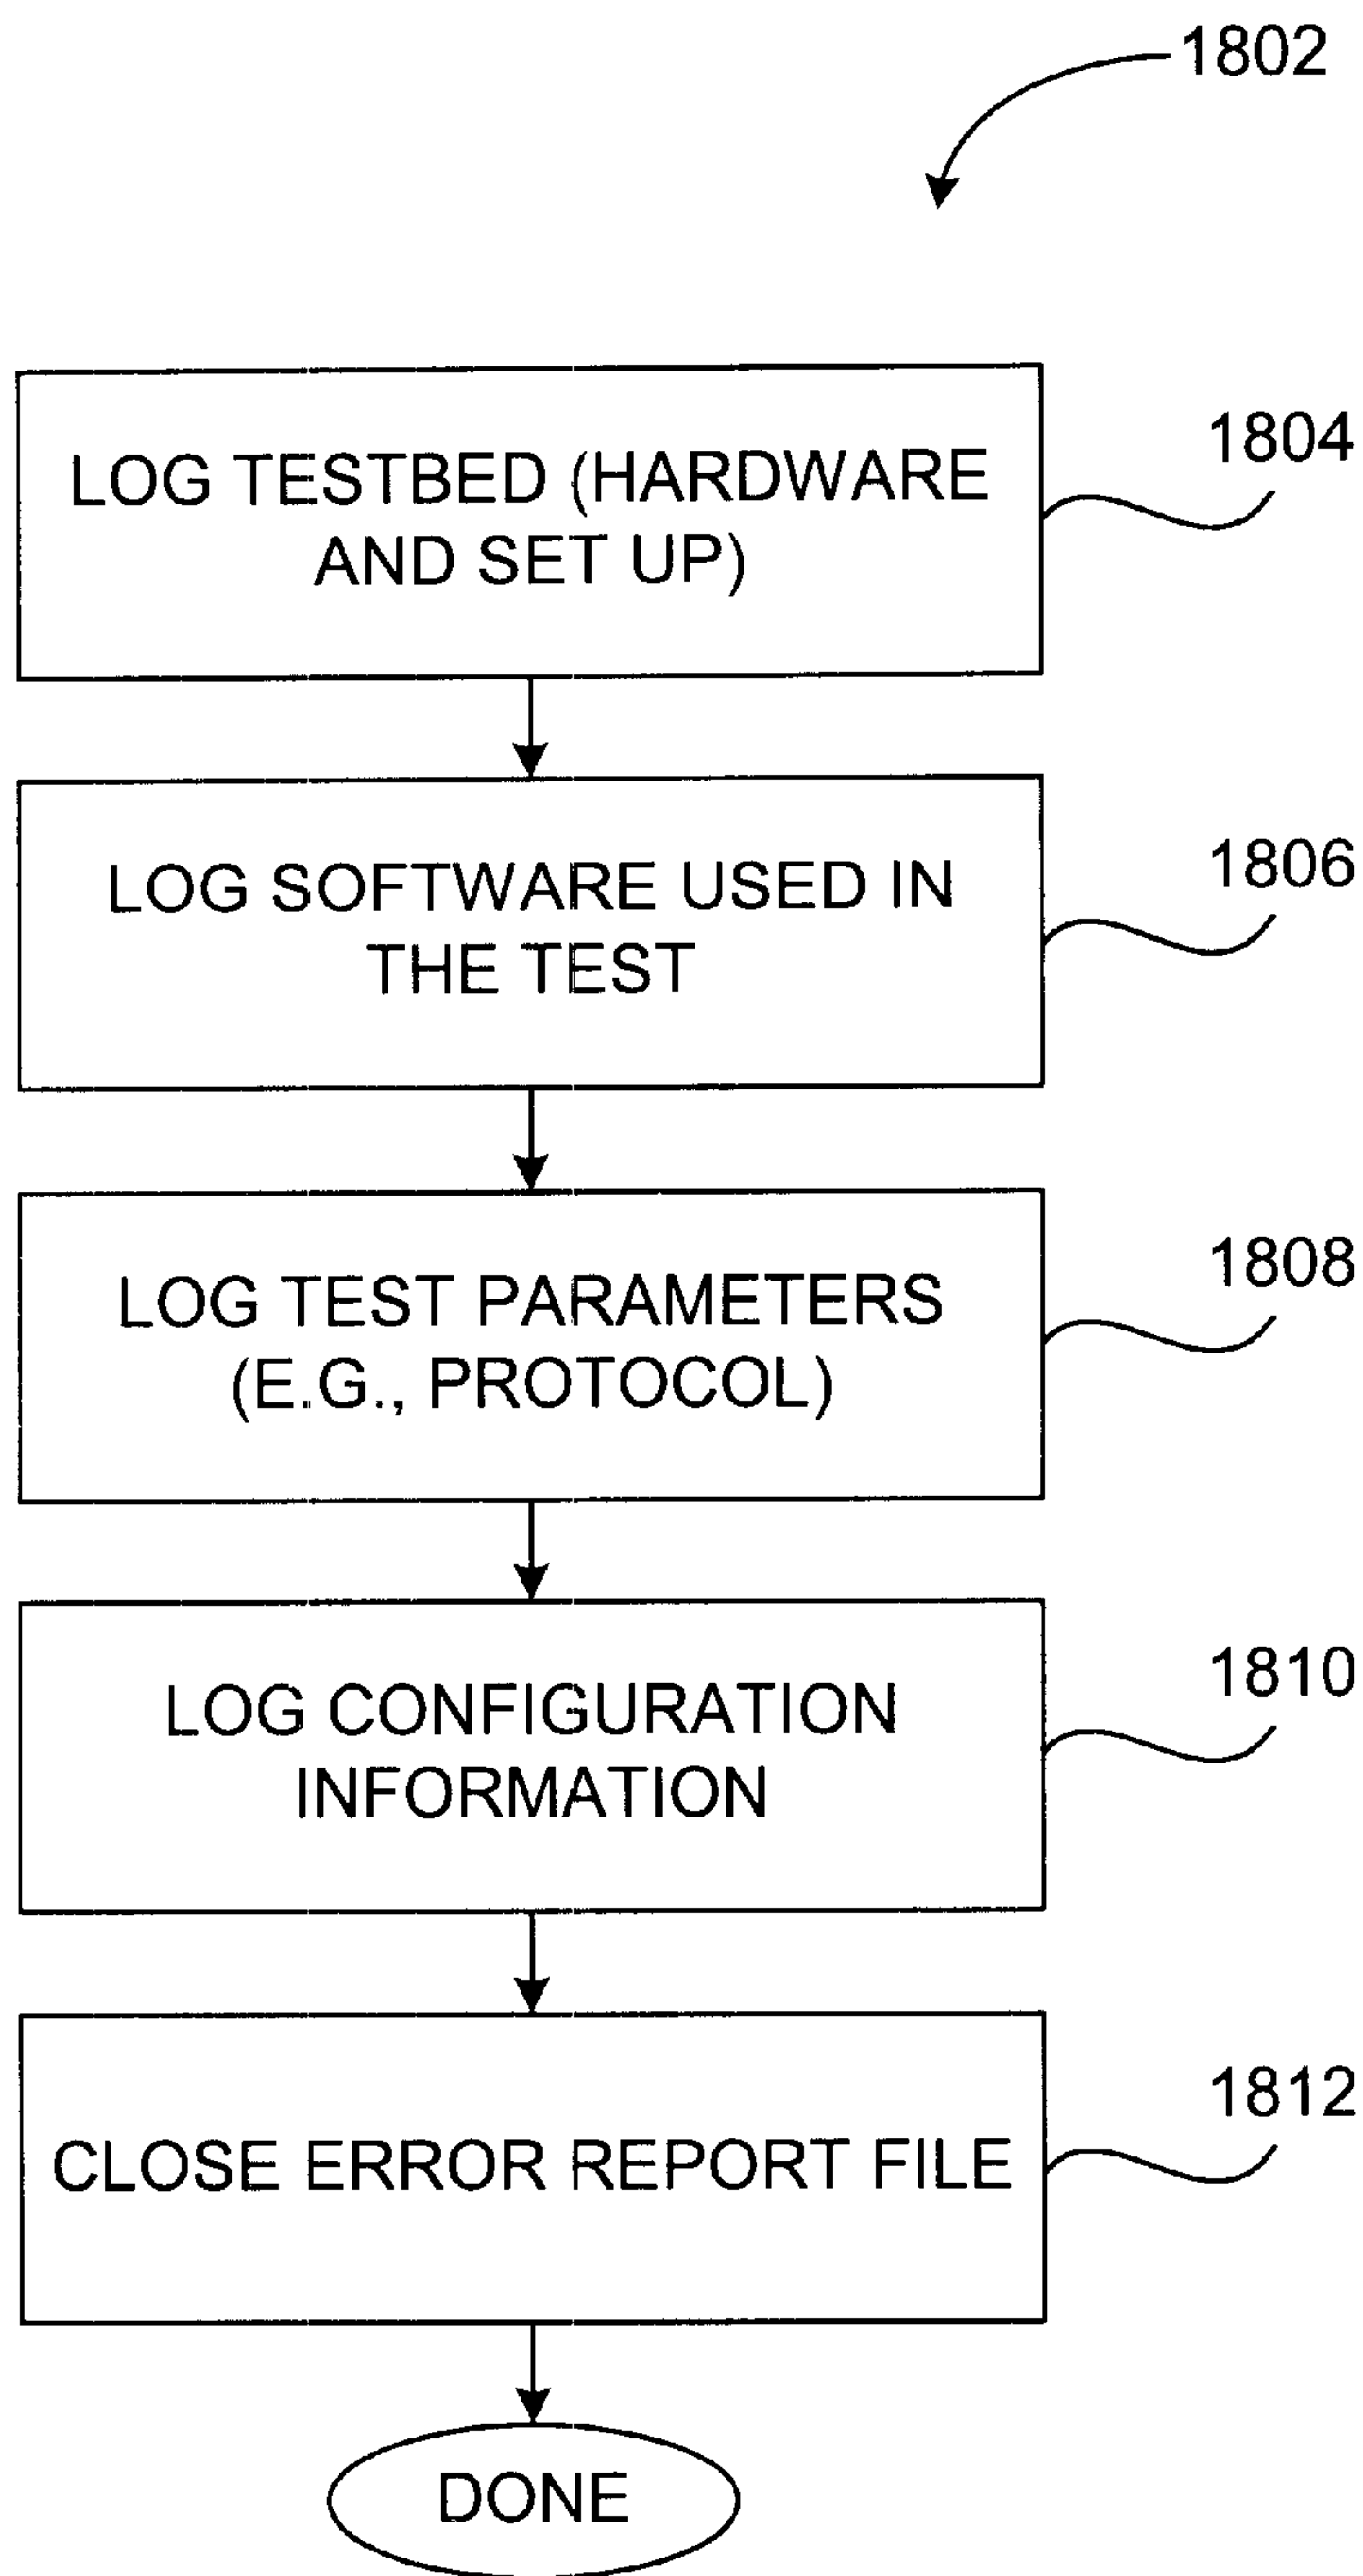 1802
LOG TESTBED (HARDWARE
AND SET UP)
1804
LOG SOFTWARE USED IN
THE TEST
1806
LOG TEST PARAMETERS
(E.G., PROTOCOL)
1808
LOG CONFIGURATION
INFORMATION
1810
CLOSE ERROR REPORT FILE
1812
DONE